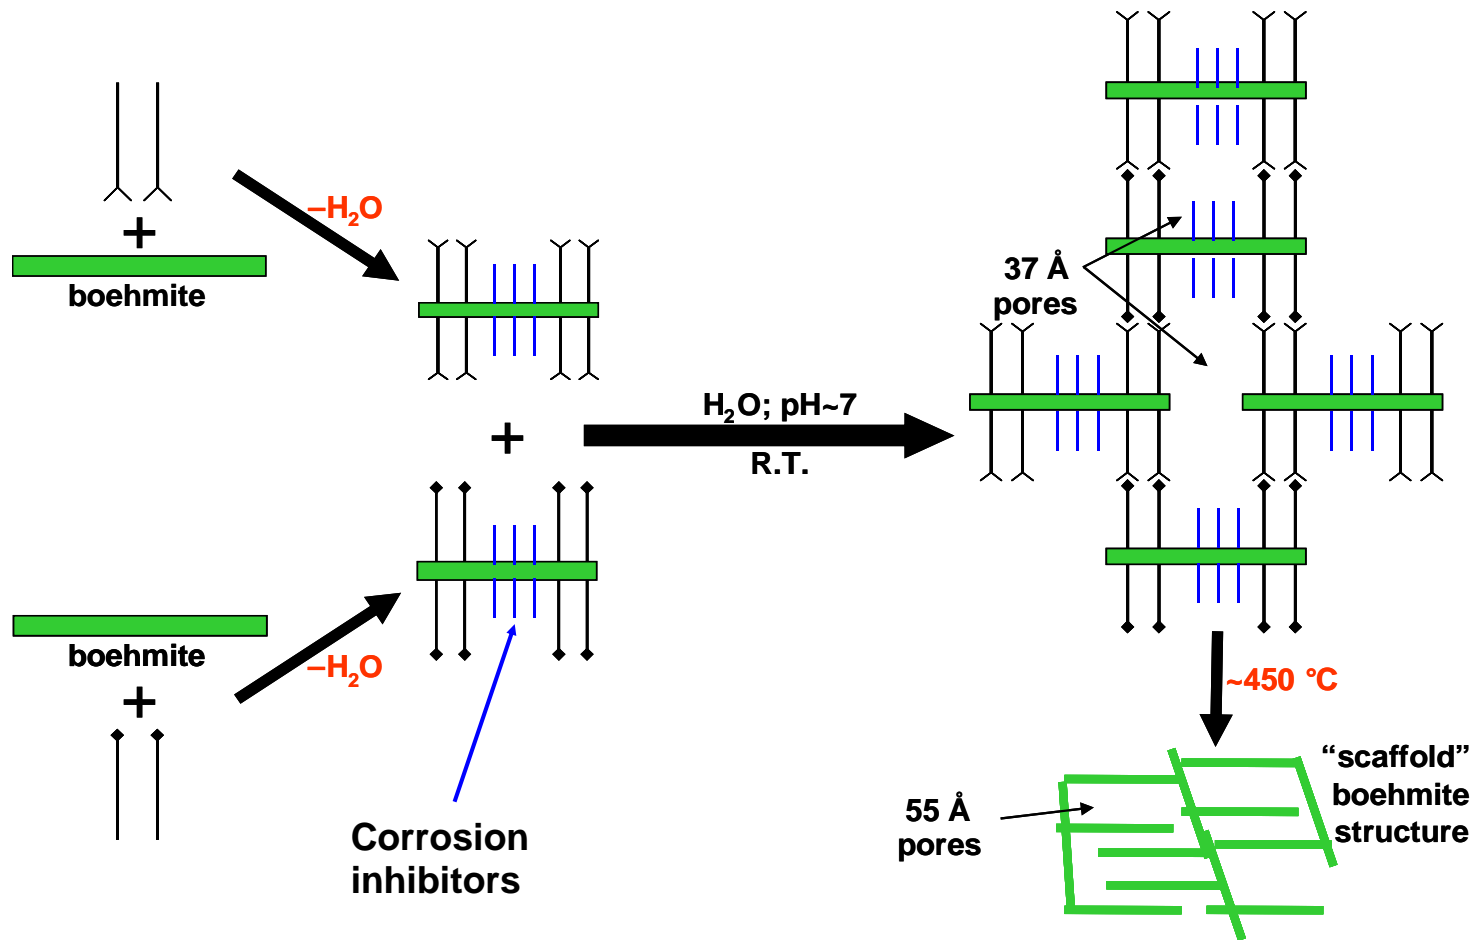 –H₂O
+
boehmite
37 Å
pores
H₂O; pH~7
R.T.
+
boehmite
–H₂O
+
~450 °C
Corrosion
inhibitors
55 Å
pores
“scaffold”
boehmite
structure